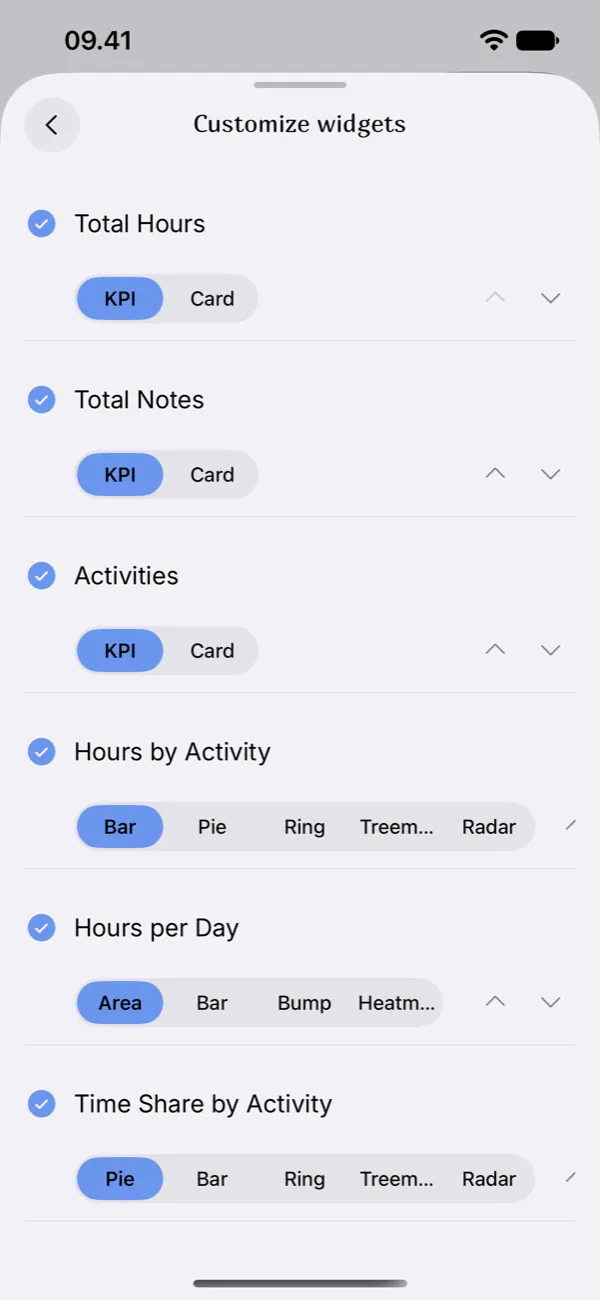 09.41
Customize widgets
Total Hours
KPI Card
Total Notes
KPI Card
Activities
KPI Card
Hours by Activity
Bar Pie Ring Treem... Radar
Hours per Day
Area Bar Bump Heatm...
Time Share by Activity
Pie Bar Ring Treem... Radar